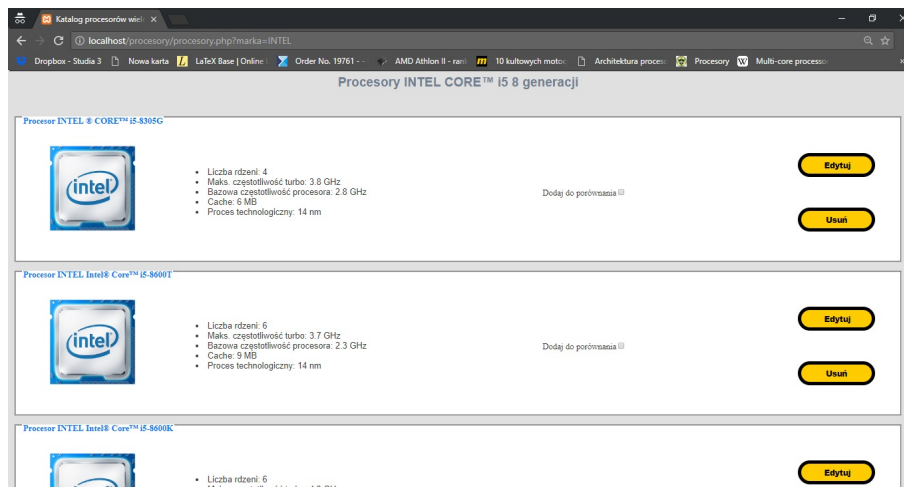 Katalog procesorów wiel
localhost/procesory/procesory.php?marka=INTEL
Dropbox - Studia 3 Nowa karta LaTeX Base | Online Order No. 19761 - - AMD Athlon II - rank 10 kultowych motoc Architektura proceso Procesory W Multi-core processo
Procesory INTEL CORE™ i5 8 generacji
Procesor INTEL ® CORE™ i5-8305G
intel
Liczba rdzeni: 4
Maks. częstotliwość turbo: 3.8 GHz
Bazowa częstotliwość procesora: 2.8 GHz
Cache: 6 MB
Proces technologiczny: 14 nm
Dodaj do porównania
Edytuj
Usuń
Procesor INTEL Intel® Core™ i5-8600T
intel
Liczba rdzeni: 6
Maks. częstotliwość turbo: 3.7 GHz
Bazowa częstotliwość procesora: 2.3 GHz
Cache: 9 MB
Proces technologiczny: 14 nm
Dodaj do porównania
Edytuj
Usuń
Procesor INTEL Intel® Core™ i5-8600K
Liczba rdzeni: 6
Edytuj